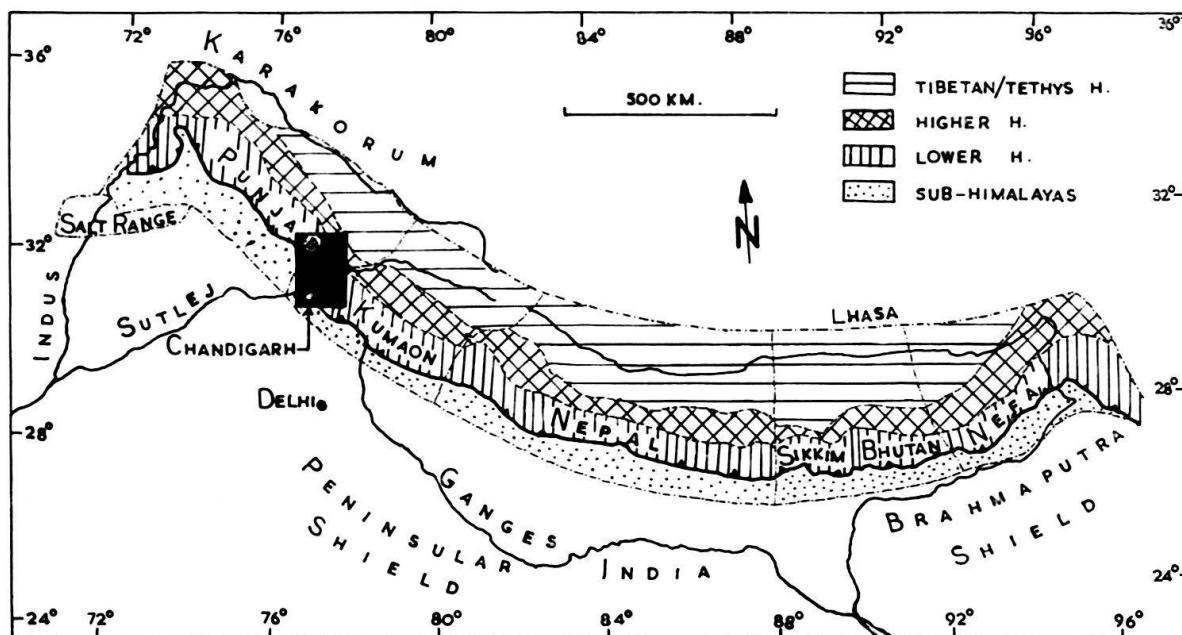 72° 76° 80° 84° 88° 92° 96° 36°
36°
KARAKORUM
500 KM.
TIBETAN/TETHYS H.
HIGHER H.
LOWER H.
SUB-HIMALAYAS
PUNJAB
N
32°
32°
SALT RANGE
INDUS
SUTLEJ
CHANDIGARH
KUMAON
LHASA
DELHI
28°
28°
NEPAL
SIKKIM
BHUTAN
NEFA
GANGES
PENINSULAR
SHIELD
INDIA
BRAHMAPUTRA
SHIELD
24°
24° 72° 76° 80° 84° 88° 92° 96°